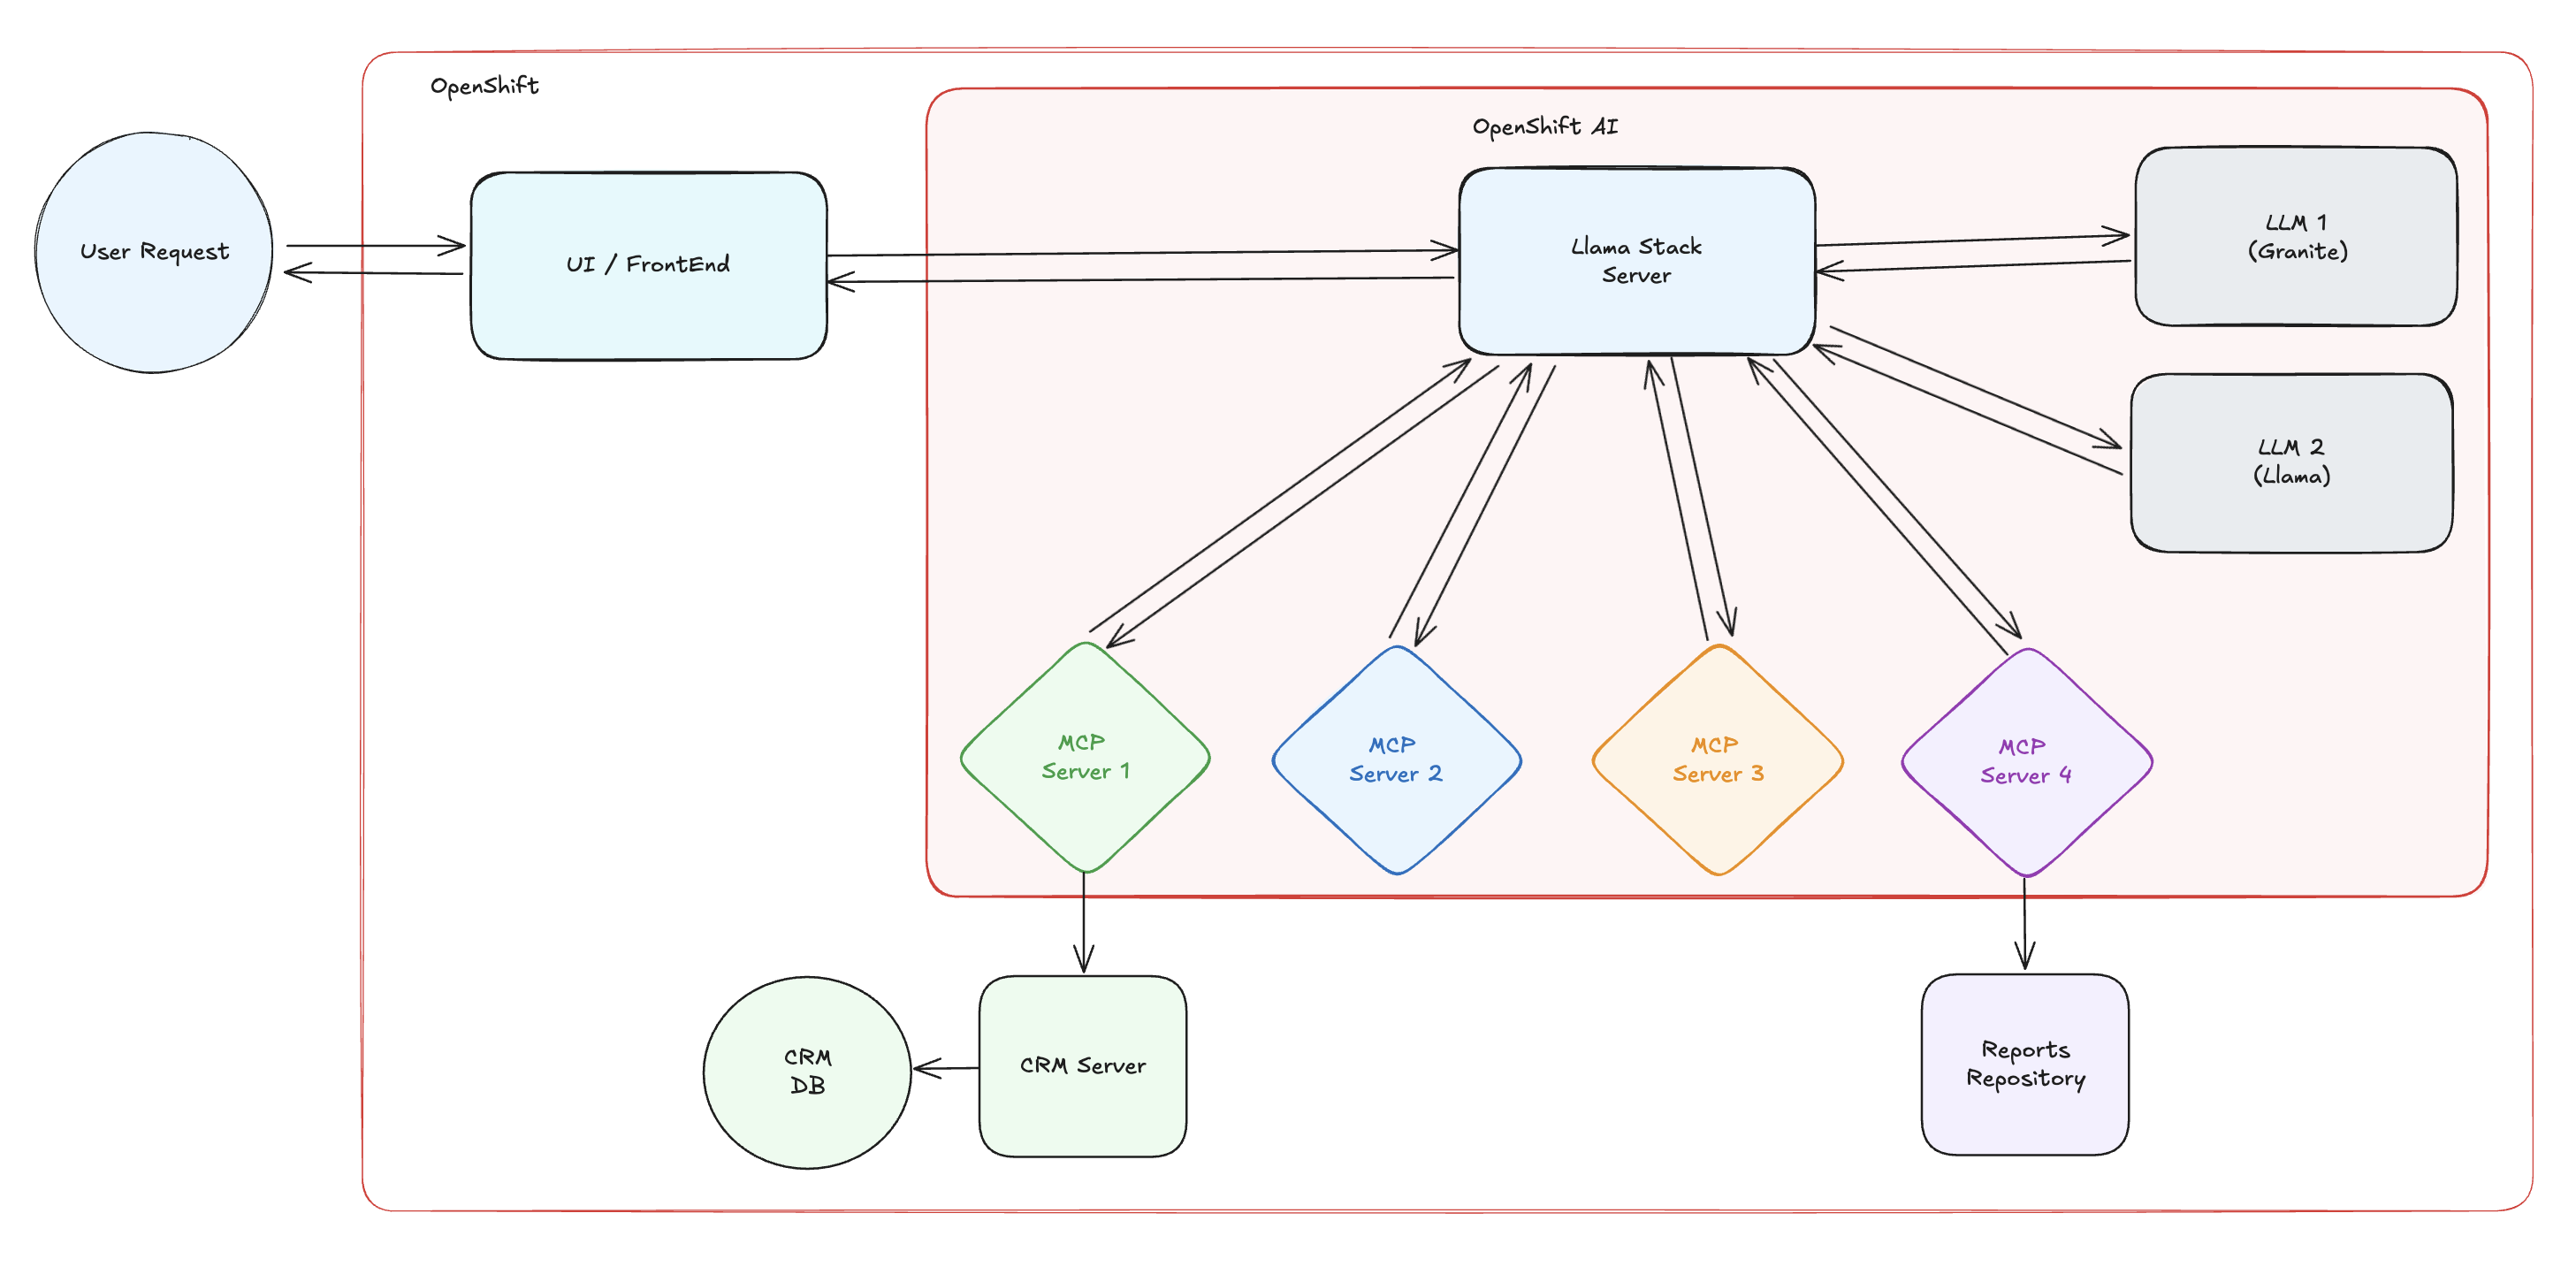 OpenShift
OpenShift AI
User Request
UI / FrontEnd
Llama Stack
Server
LLM 1
(Granite)
LLM 2
(Llama)
MCP
Server 1
MCP
Server 2
MCP
Server 3
MCP
Server 4
CRM
DB
CRM Server
Reports
Repository